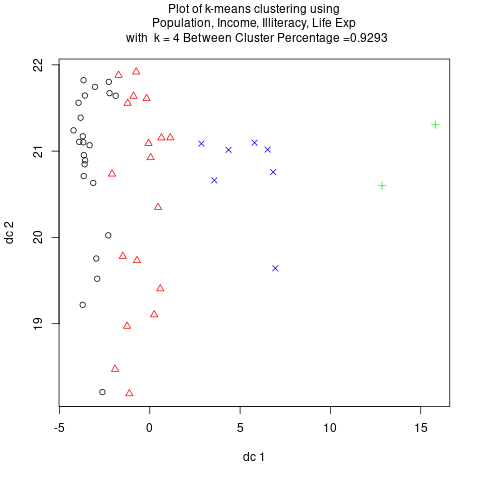 Plot of k-means clustering using
Population, Income, Illiteracy, Life Exp
with  k = 4 Between Cluster Percentage =0.9293
22
21
20
19
dc 2
-5 0 5 10 15
dc 1